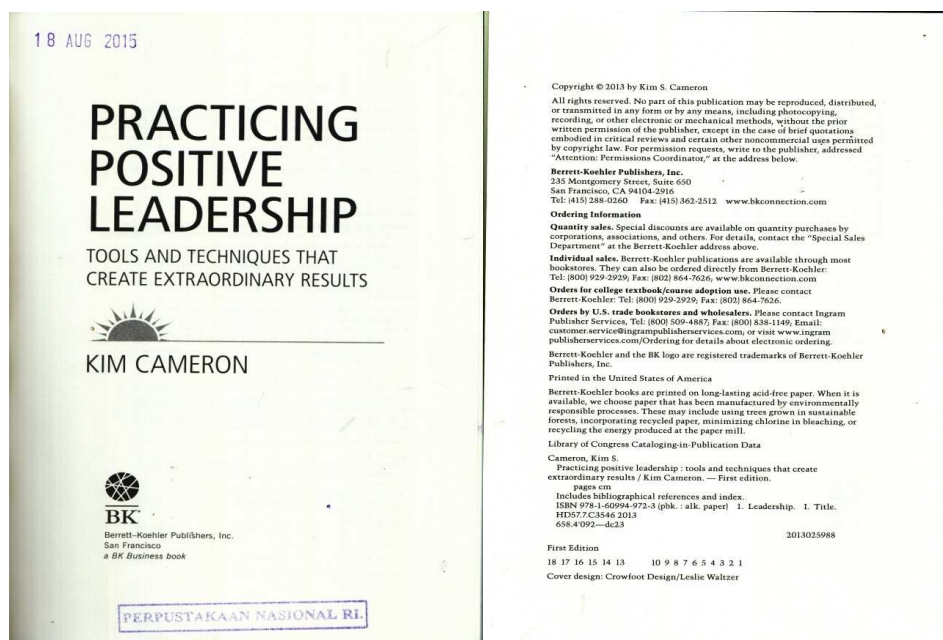 18 AUG 2015
PRACTICING
POSITIVE
LEADERSHIP
TOOLS AND TECHNIQUES THAT
CREATE EXTRAORDINARY RESULTS
KIM CAMERON
BK
Berrett–Koehler Publishers, Inc.
San Francisco
a BK Business book
PERPUSTAKAAN NASIONAL RI.
Copyright © 2013 by Kim S. Cameron
All rights reserved. No part of this publication may be reproduced, distributed,
or transmitted in any form or by any means, including photocopying,
recording, or other electronic or mechanical methods, without the prior
written permission of the publisher, except in the case of brief quotations
embodied in critical reviews and certain other noncommercial uses permitted
by copyright law. For permission requests, write to the publisher, addressed
"Attention: Permissions Coordinator," at the address below.
Berrett-Koehler Publishers, Inc.
235 Montgomery Street, Suite 650
San Francisco, CA 94104-2916
Tel: (415) 288-0260 Fax: (415) 362-2512 www.bkconnection.com
Ordering Information
Quantity sales. Special discounts are available on quantity purchases by
corporations, associations, and others. For details, contact the "Special Sales
Department" at the Berrett-Koehler address above.
Individual sales. Berrett-Koehler publications are available through most
bookstores. They can also be ordered directly from Berrett-Koehler:
Tel: (800) 929-2929; Fax: (802) 864-7626; www.bkconnection.com
Orders for college textbook/course adoption use. Please contact
Berrett-Koehler: Tel: (800) 929-2929; Fax: (802) 864-7626.
Orders by U.S. trade bookstores and wholesalers. Please contact Ingram
Publisher Services, Tel: (800) 509-4887; Fax: (800) 838-1149; Email:
customer.service@ingrampublisherservices.com; or visit www.ingram
publisherservices.com/Ordering for details about electronic ordering.
Berrett-Koehler and the BK logo are registered trademarks of Berrett-Koehler
Publishers, Inc.
Printed in the United States of America
Berrett-Koehler books are printed on long-lasting acid-free paper. When it is
available, we choose paper that has been manufactured by environmentally
responsible processes. These may include using trees grown in sustainable
forests, incorporating recycled paper, minimizing chlorine in bleaching, or
recycling the energy produced at the paper mill.
Library of Congress Cataloging-in-Publication Data
Cameron, Kim S.
Practicing positive leadership : tools and techniques that create
extraordinary results / Kim Cameron. — First edition.
pages cm
Includes bibliographical references and index.
ISBN 978-1-60994-972-3 (pbk. : alk. paper) 1. Leadership. I. Title.
HD57.7.C3546 2013
658.4'092—dc23
2013025988
First Edition
18 17 16 15 14 13 10 9 8 7 6 5 4 3 2 1
Cover design: Crowfoot Design/Leslie Waltzer